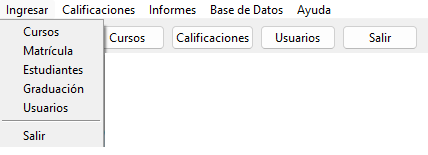 Ingresar Calificaciones Informes Base de Datos Ayuda
Cursos Calificaciones Usuarios Salir
Cursos
Matrícula
Estudiantes
Graduación
Usuarios
Salir